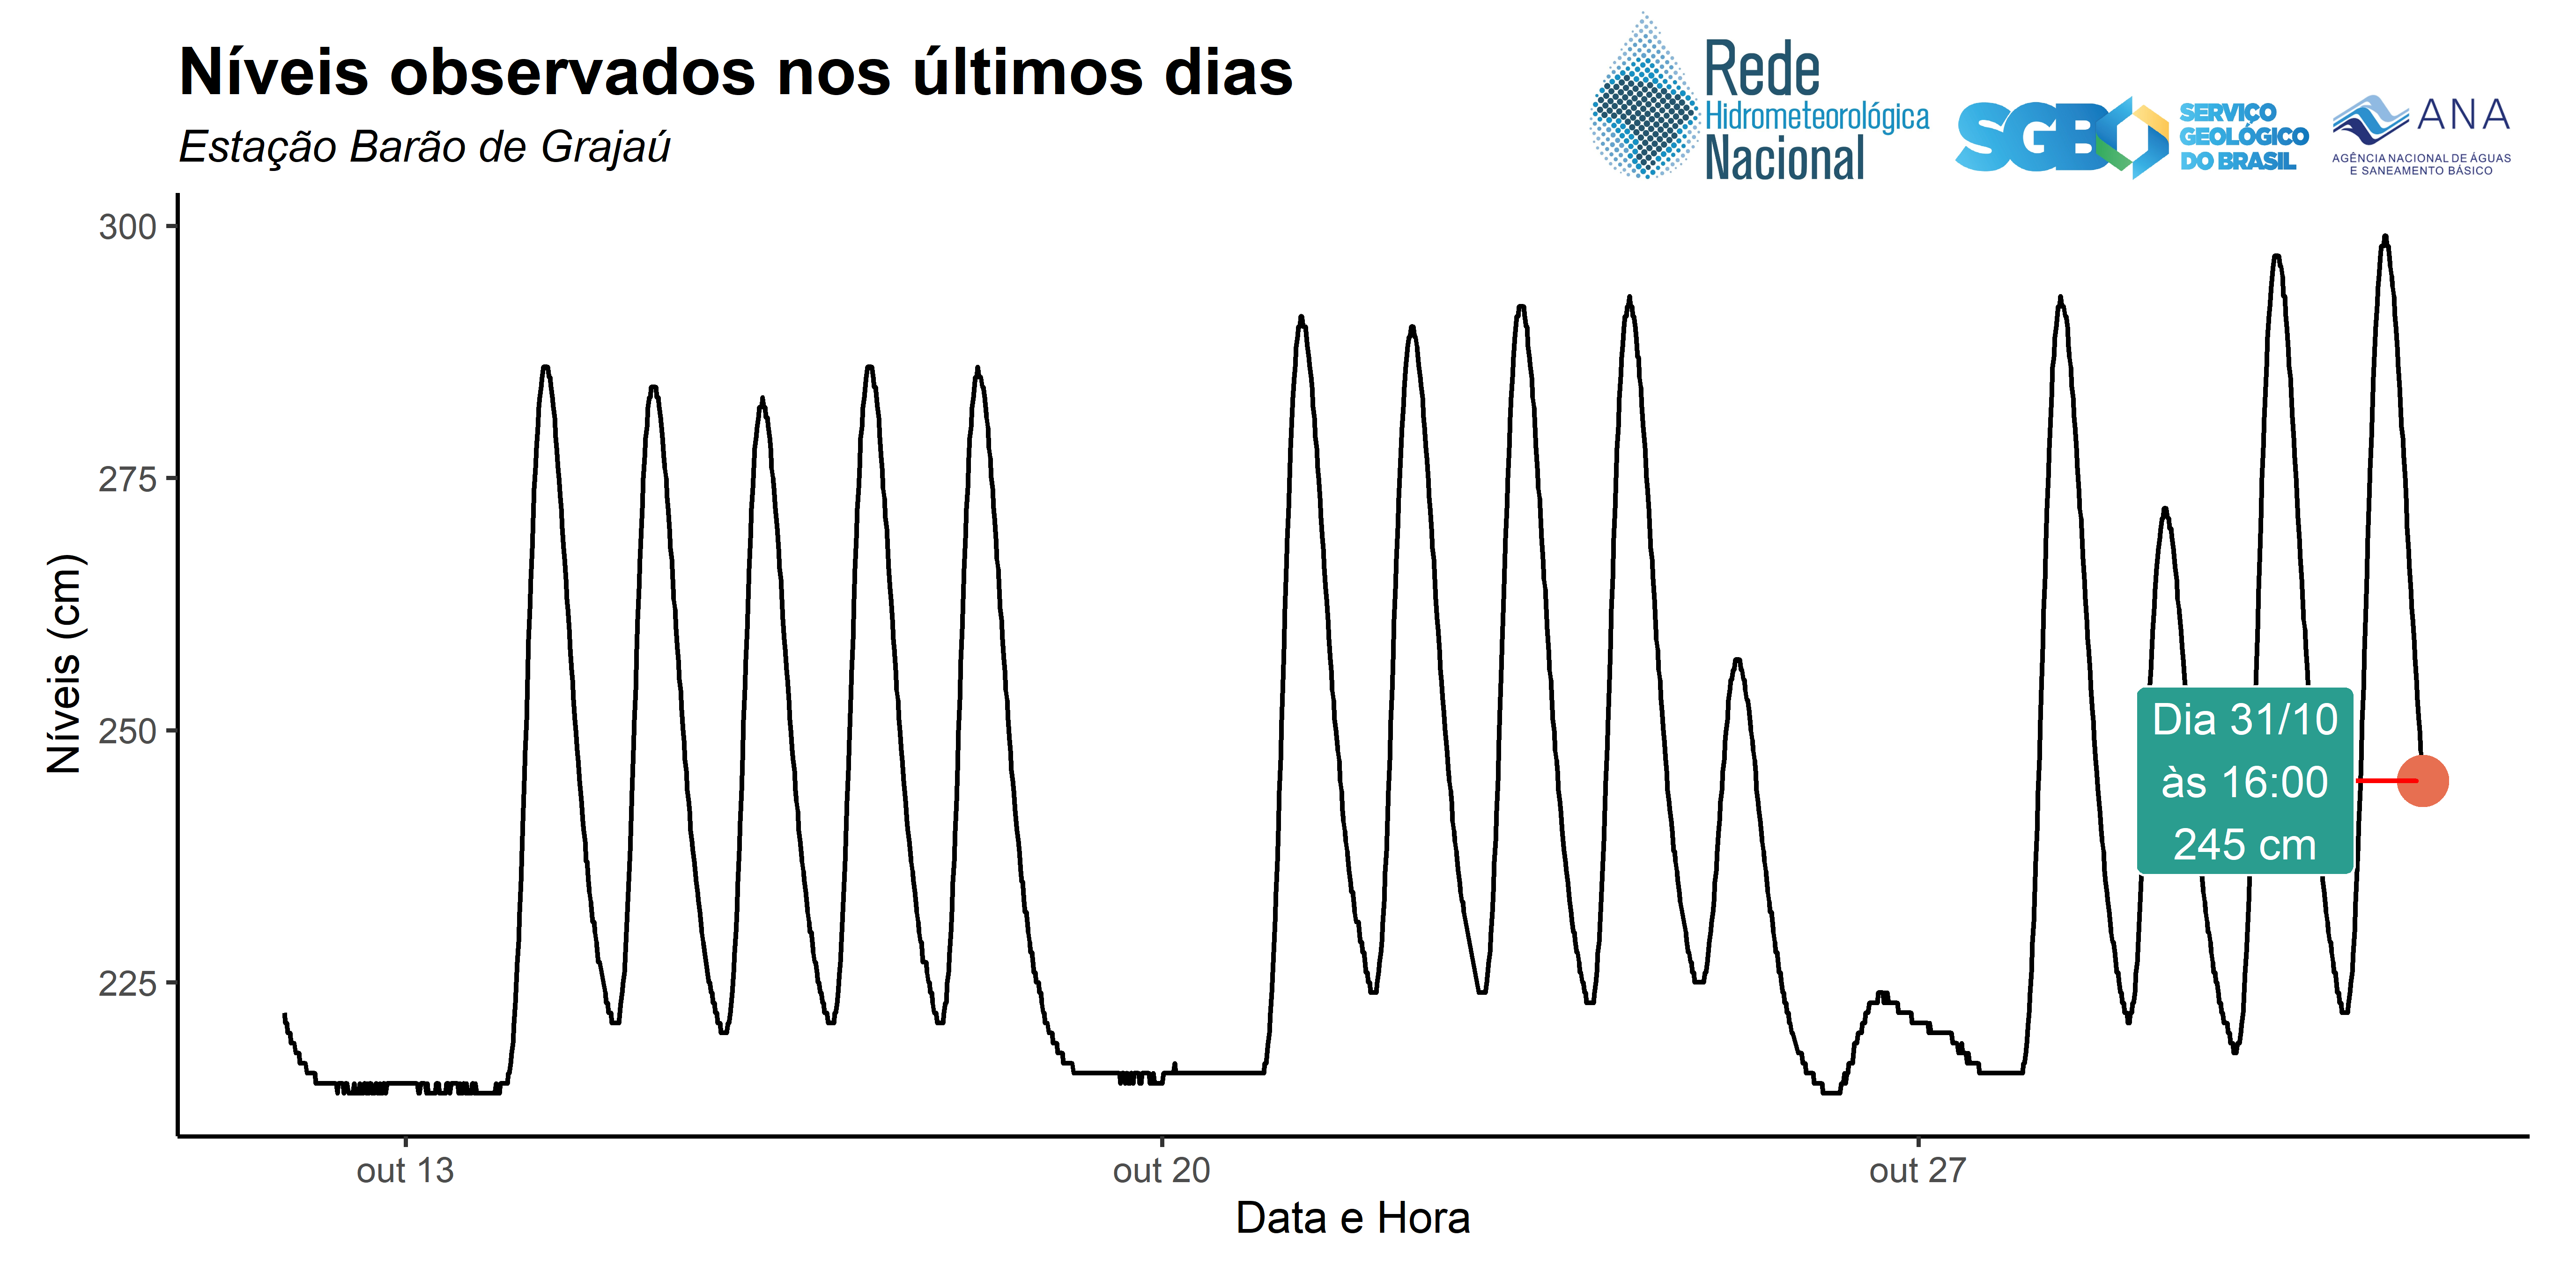 Níveis observados nos últimos dias
Estação Barão de Grajaú
Rede
Hidrometeorológica
Nacional
SGB
SERVIÇO
GEOLÓGICO
DO BRASIL
ANA
AGÊNCIA NACIONAL DE ÁGUAS
E SANEAMENTO BÁSICO
300
275
250
225
Níveis (cm)
Dia 31/10
às 16:00
245 cm
out 13
out 20
out 27
Data e Hora